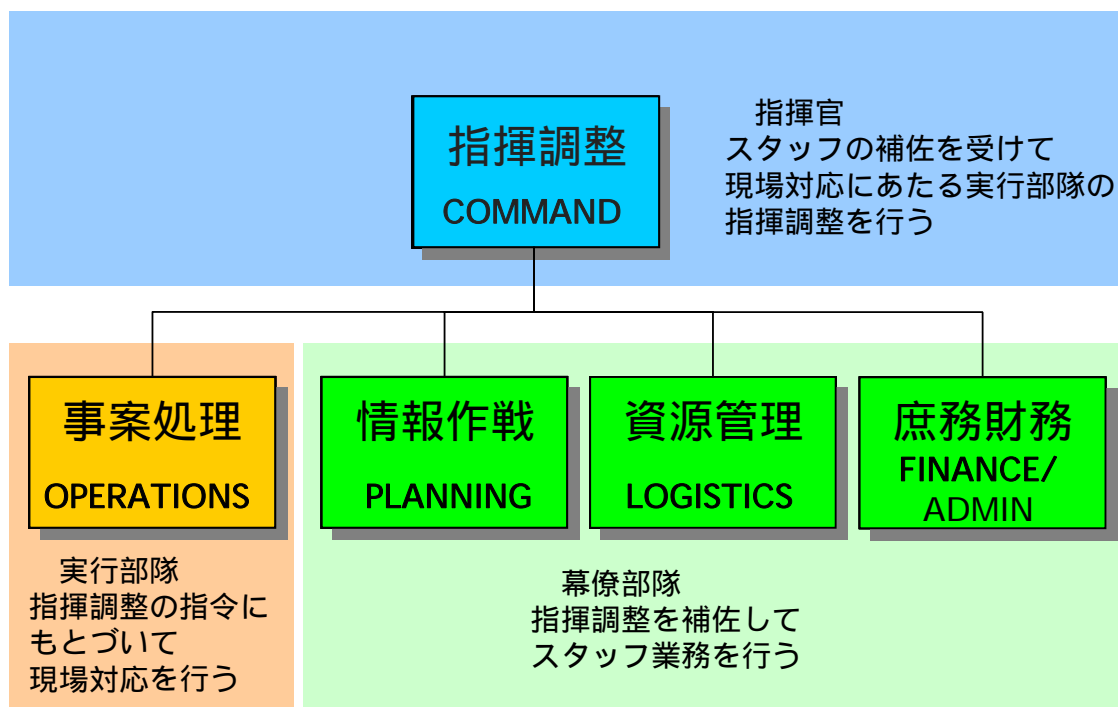 指揮調整
COMMAND
指揮官
スタッフの補佐を受けて
現場対応にあたる実行部隊の
指揮調整を行う
事案処理
OPERATIONS
情報作戦
PLANNING
資源管理
LOGISTICS
庶務財務
FINANCE/
ADMIN
実行部隊
指揮調整の指令に
もとづいて
現場対応を行う
幕僚部隊
指揮調整を補佐して
スタッフ業務を行う